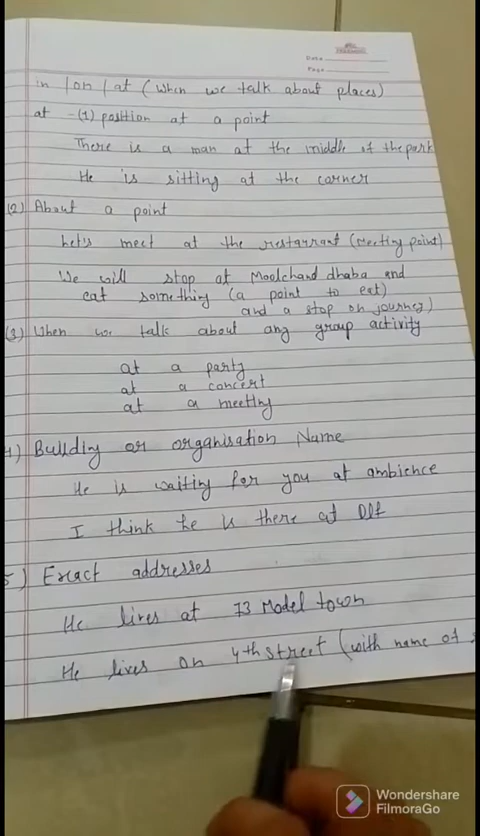 Date
Page
in /on / at ( when we talk about places)
at - (1) position at a point
There is a man at the middle of the park
He is sitting at the corner
(2) About a point
Let's meet at the restarrant (Meeting point)
We will stop at Moolchand dhaba and
eat something (a point to eat)
and a stop on journey)
(3) When we talk about any group activity
at a party
at a concert
at a meeting
4) Building or organisation Name
He is waiting for you at ambience
I think he is there at Dlf
5) Exact addresses
He lives at 73 Model town
He lives on 4th street (with name of
Wondershare
FilmoraGo